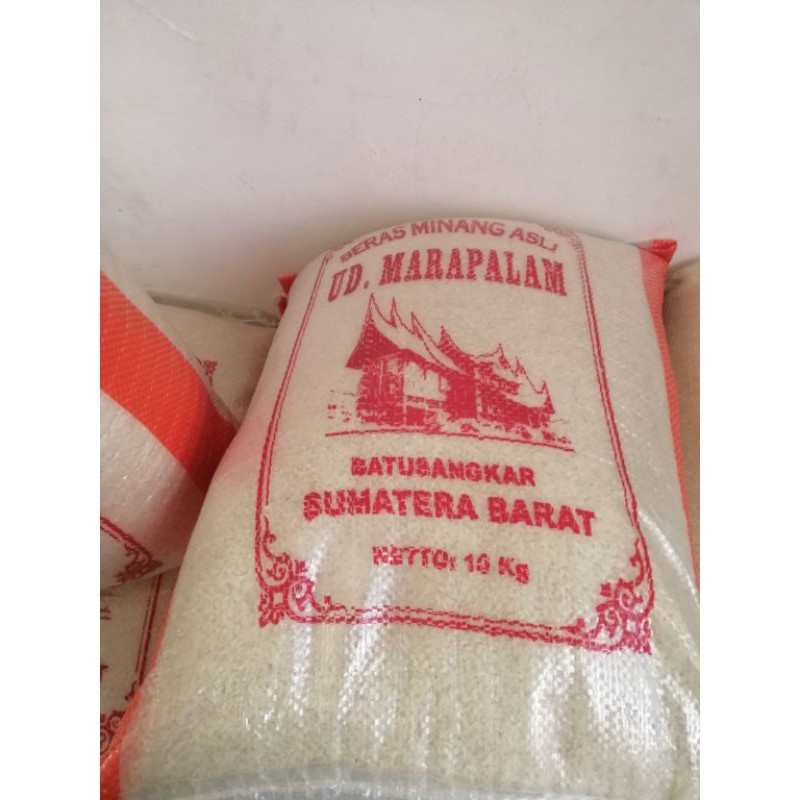 BERAS MINANG ASLI
UD. MARAPALAM
BATUSANGKAR
SUMATERA BARAT
NETTO: 10 Kg